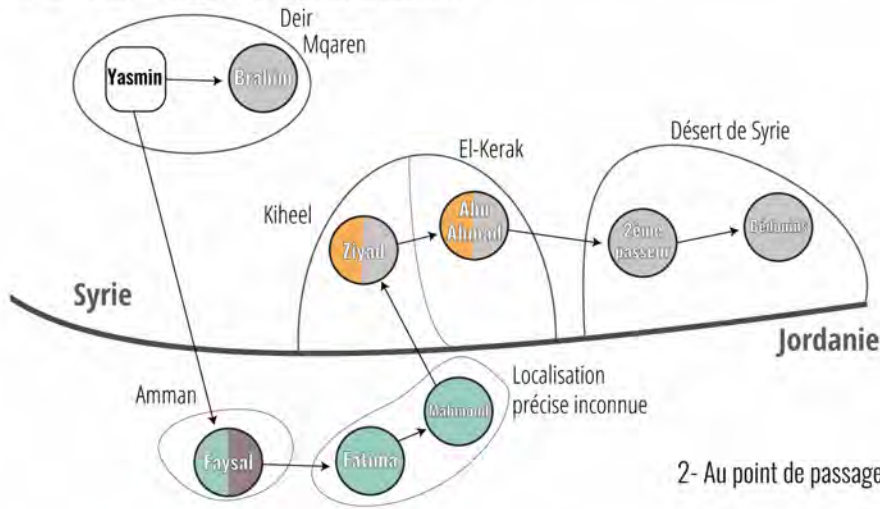 Deir
Mqaren
Yasmin
Brahim
Désert de Syrie
El-Kerak
Kiheel
Abu
Ahmad
Ziyad
2ème
passeur
Bédouins
Syrie
Jordanie
Amman
Localisation
précise inconnue
Mahmoud
Faysal
Fatima
2- Au point de passage